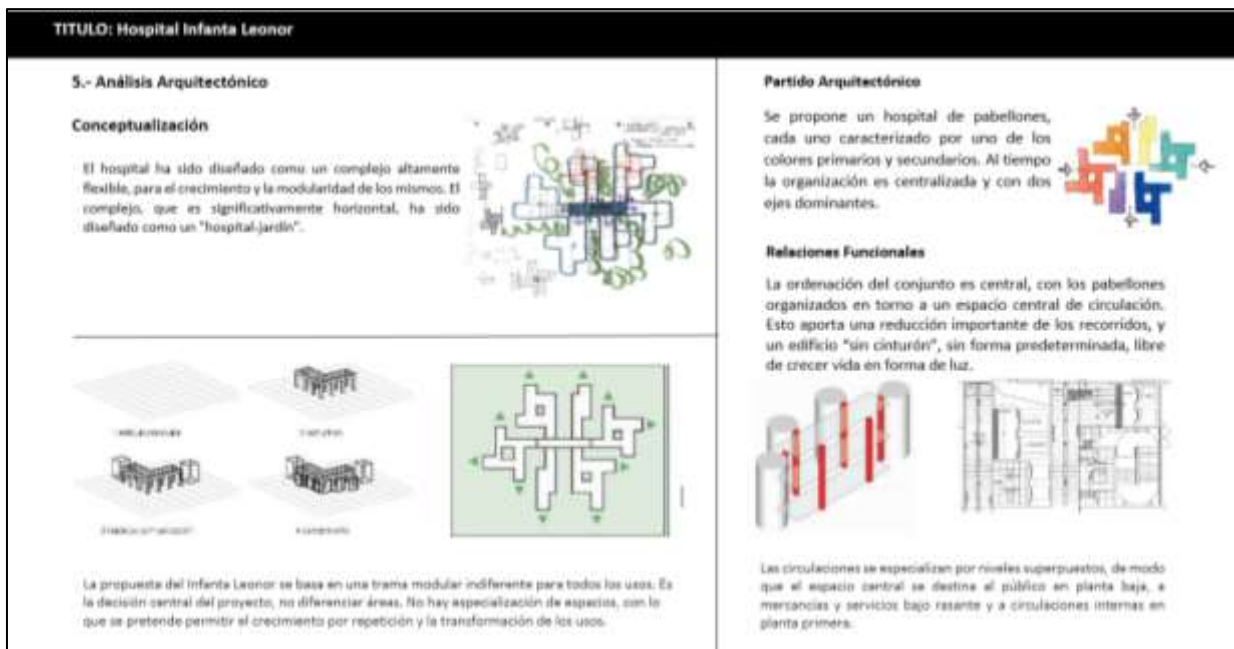 TITULO: Hospital Infanta Leonor
5.- Análisis Arquitectónico
Conceptualización
El hospital ha sido diseñado como un complejo altamente
flexible, para el crecimiento y la modularidad de los mismos. El
complejo, que es significativamente horizontal, ha sido
diseñado como un "hospital-jardín".
La propuesta del Infanta Leonor se basa en una trama modular indiferente para todos los usos. Es
la decisión central del proyecto, no diferenciar áreas. No hay especialización de espacios, con lo
que se pretende permitir el crecimiento por repetición y la transformación de los usos.
Partido Arquitectónico
Se propone un hospital de pabellones,
cada uno caracterizado por uno de los
colores primarios y secundarios. Al tiempo
la organización es centralizada y con dos
ejes dominantes.
Relaciones Funcionales
La ordenación del conjunto es central, con los pabellones
organizados en torno a un espacio central de circulación.
Esto aporta una reducción importante de los recorridos, y
un edificio "sin cinturón", sin forma predeterminada, libre
de crecer vida en forma de luz.
Las circulaciones se especializan por niveles superpuestos, de modo
que el espacio central se destina el público en planta baja, a
mercancías y servicios bajo rasante y a circulaciones internas en
planta primera.